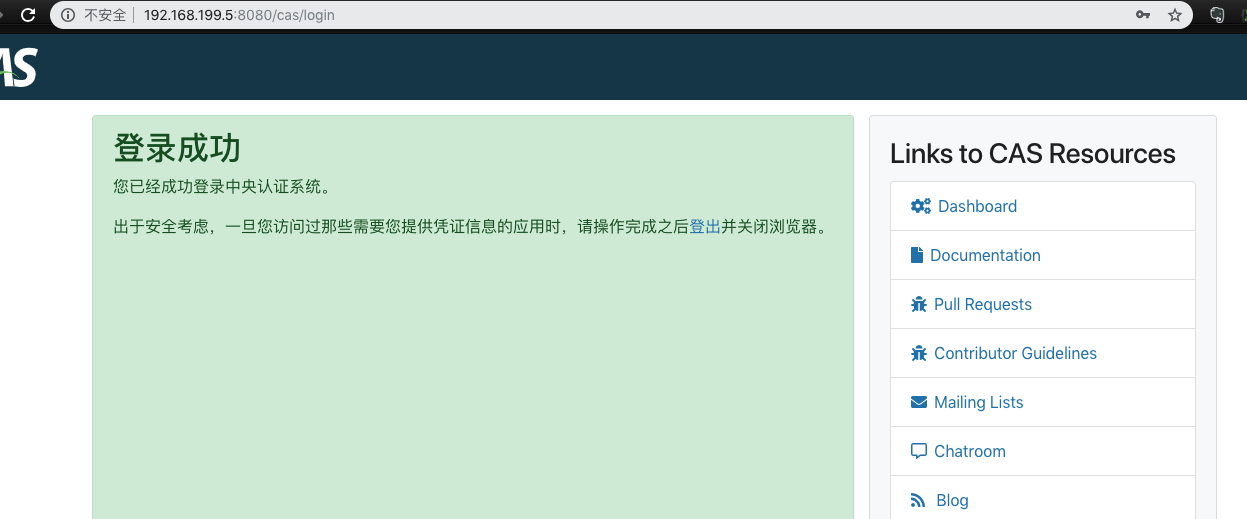 不安全 192.168.199.5:8080/cas/login
AS
登录成功
您已经成功登录中央认证系统。
出于安全考虑，一旦您访问过那些需要您提供凭证信息的应用时，请操作完成之后登出并关闭浏览器。
Links to CAS Resources
Dashboard
Documentation
Pull Requests
Contributor Guidelines
Mailing Lists
Chatroom
Blog